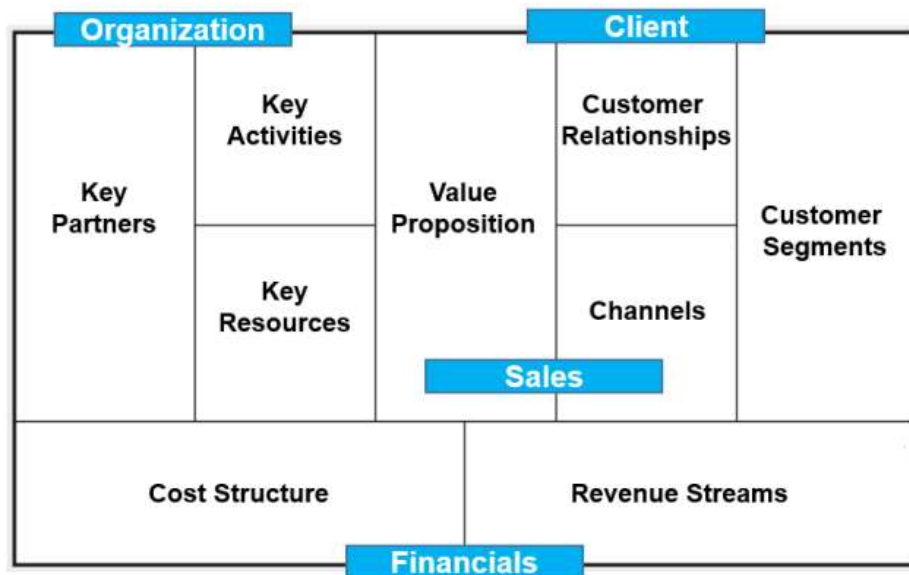 Organization
Client
Key
Partners
Key
Activities
Key
Resources
Value
Proposition
Customer
Relationships
Channels
Customer
Segments
Sales
Cost Structure
Revenue Streams
Financials